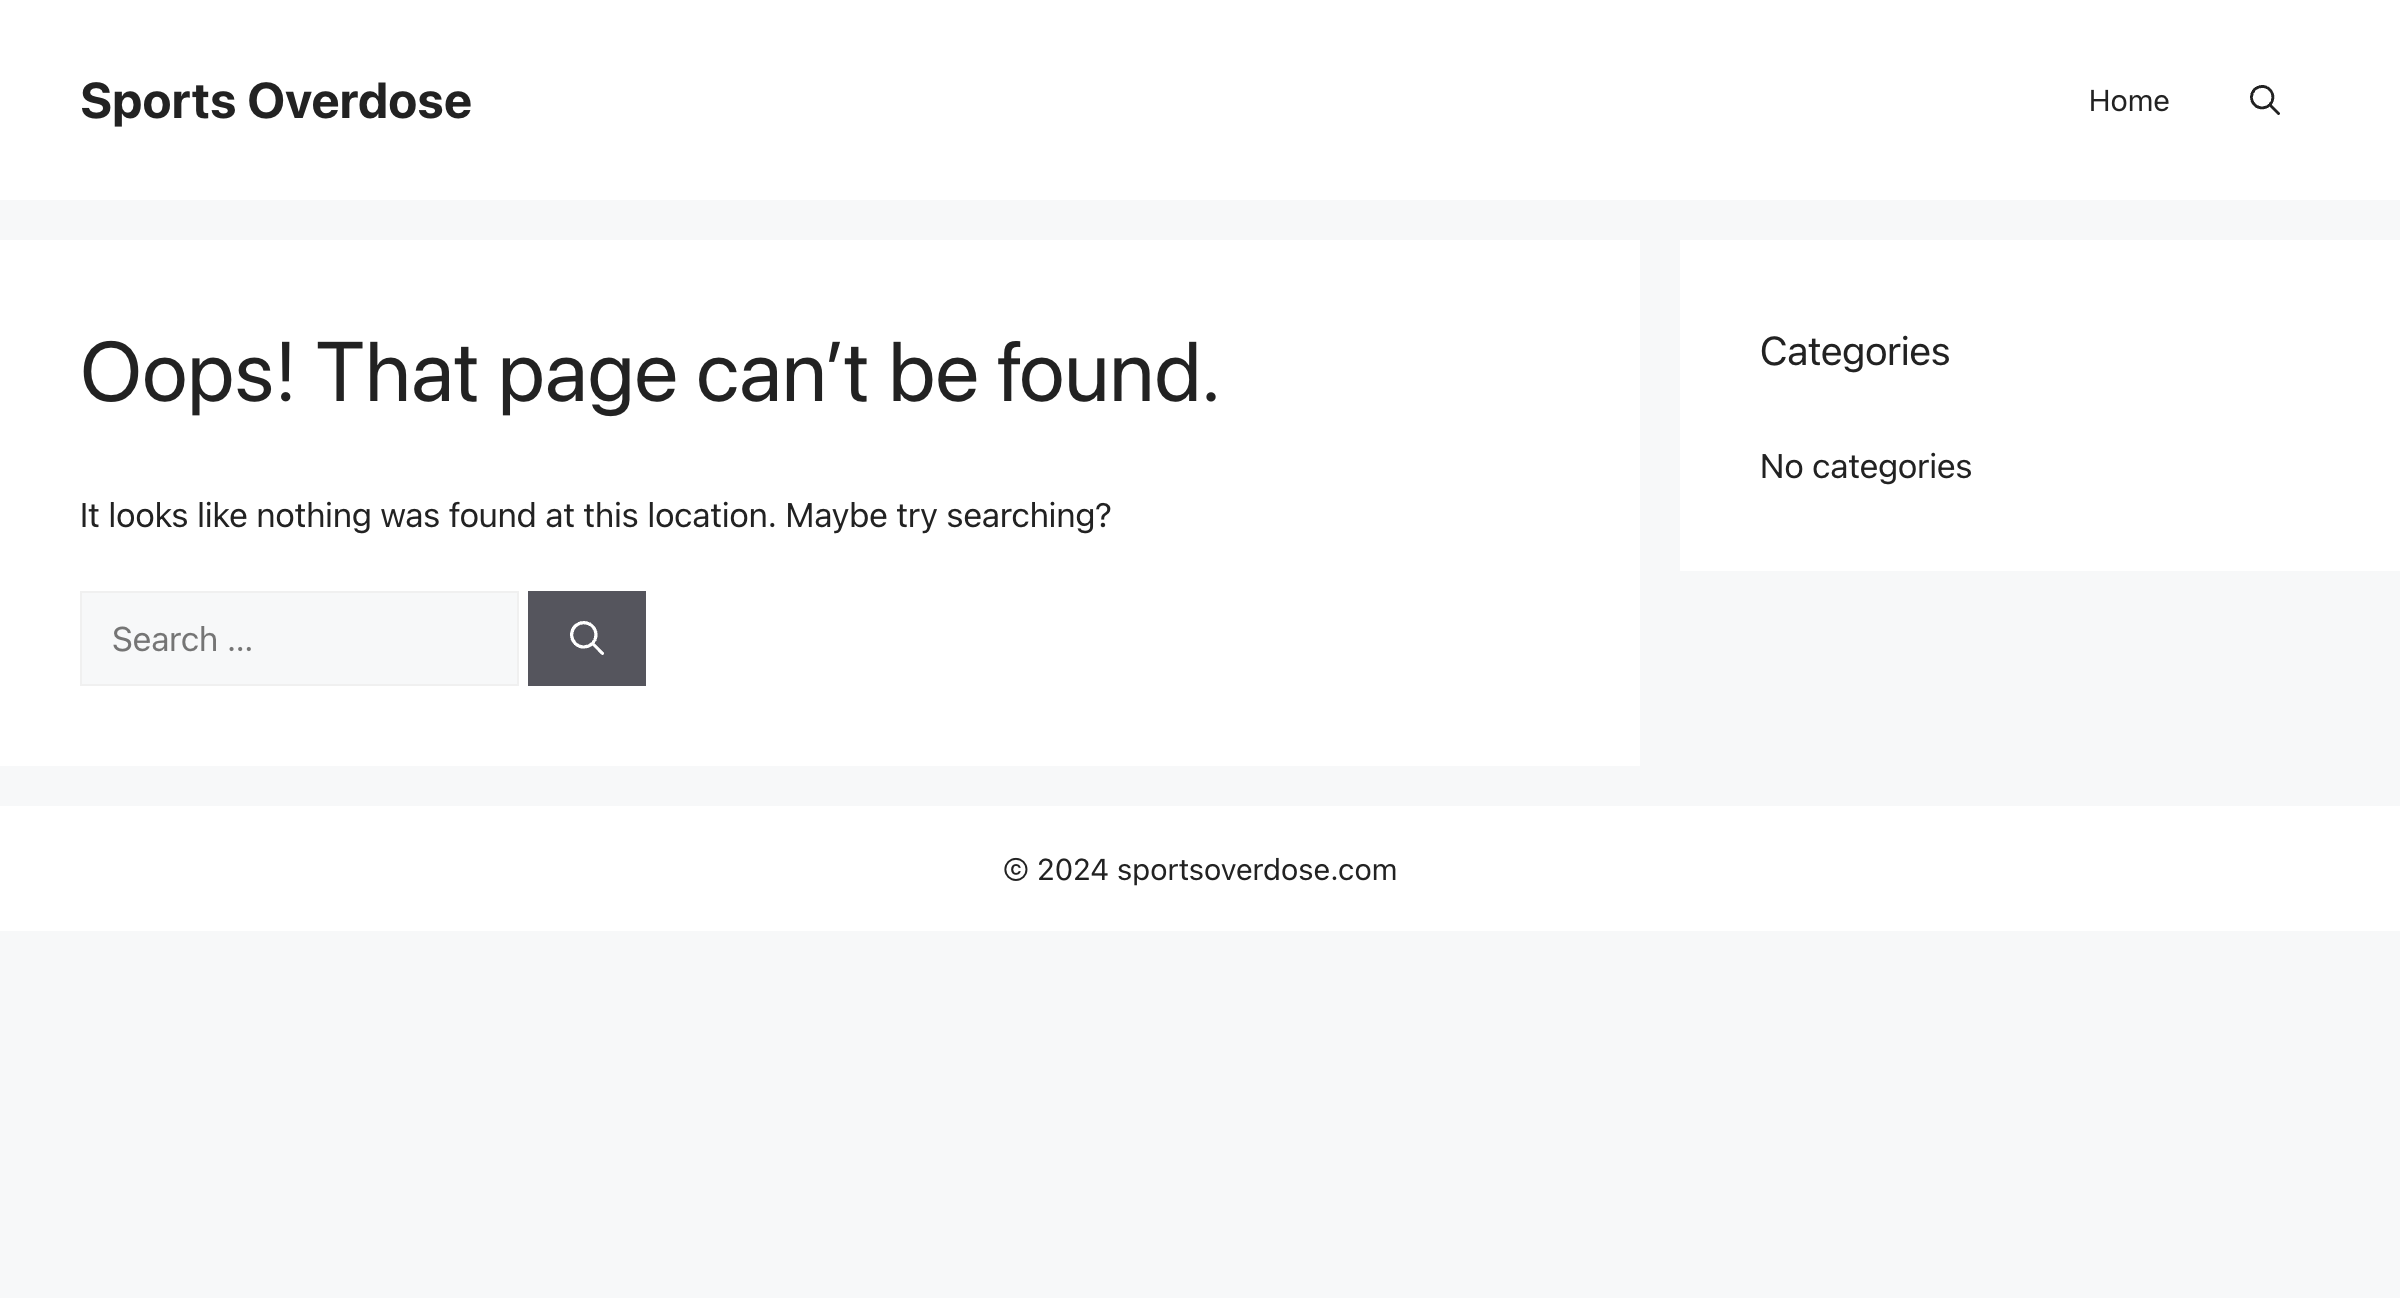 Sports Overdose
Home
Oops! That page can’t be found.
It looks like nothing was found at this location. Maybe try searching?
Search ...
Categories
No categories
© 2024 sportsoverdose.com